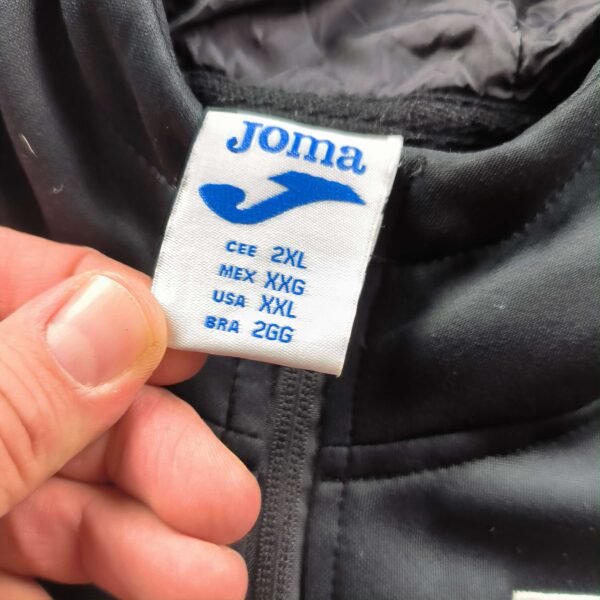 Joma
CEE 2XL
MEX XXG
USA XXL
BRA 2GG